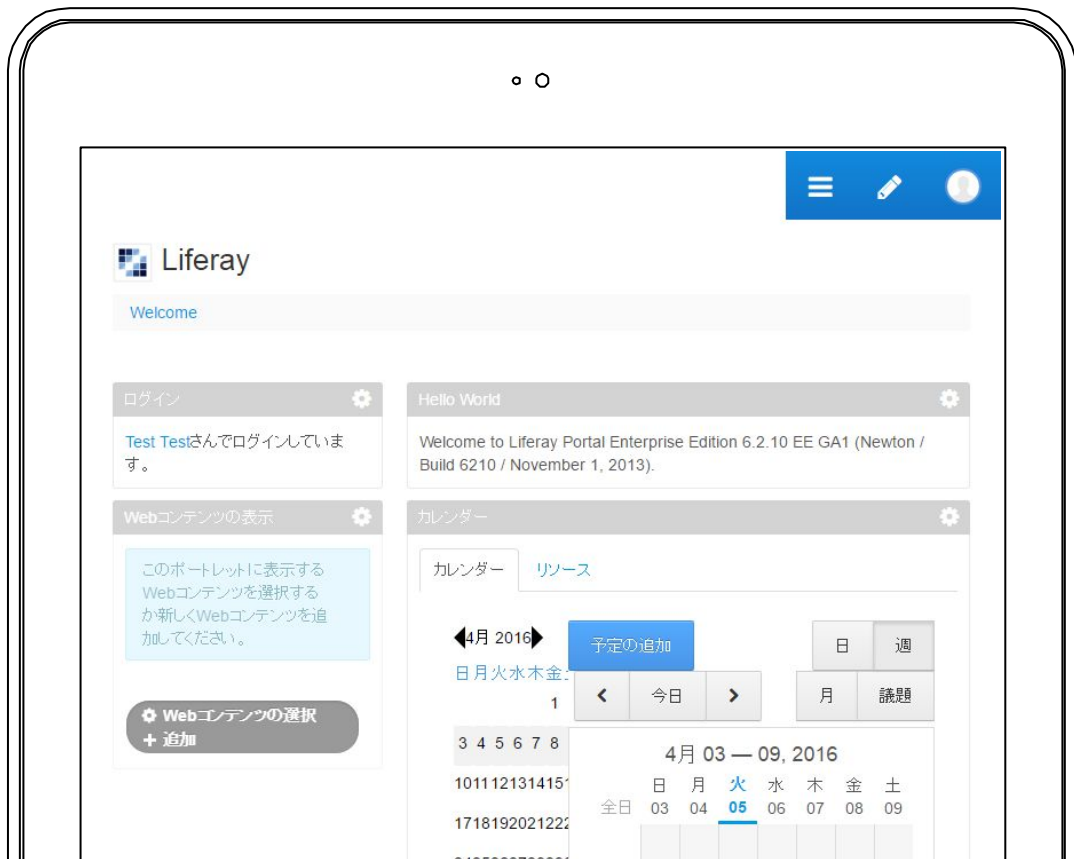 Liferay
Welcome
ログイン
Test Testさんでログインしていま
す。
Hello World
Welcome to Liferay Portal Enterprise Edition 6.2.10 EE GA1 (Newton /
Build 6210 / November 1, 2013).
Webコンテンツの表示
このポートレットに表示する
Webコンテンツを選択する
か新しくWebコンテンツを追
加してください。
Webコンテンツの選択
追加
カレンダー
カレンダー リソース
4月 2016
予定の追加
日 週
日月火水木金
1
今日
月 議題
3 4 5 6 7 8
4月 03 — 09, 2016
101112131415
日 月 火 水 木 金 土
全日 03 04 05 06 07 08 09
171819202122